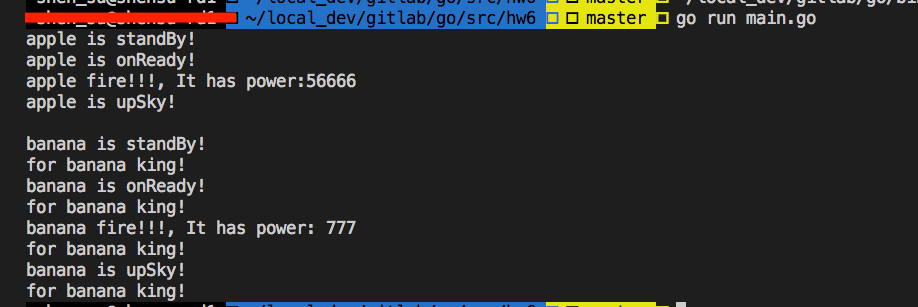 ~/local_dev/gitlab/go/src/hw6 master go run main.go
apple is standBy!
apple is onReady!
apple fire!!!, It has power:56666
apple is upSky!
banana is standBy!
for banana king!
banana is onReady!
for banana king!
banana fire!!!, It has power: 777
for banana king!
banana is upSky!
for banana king!